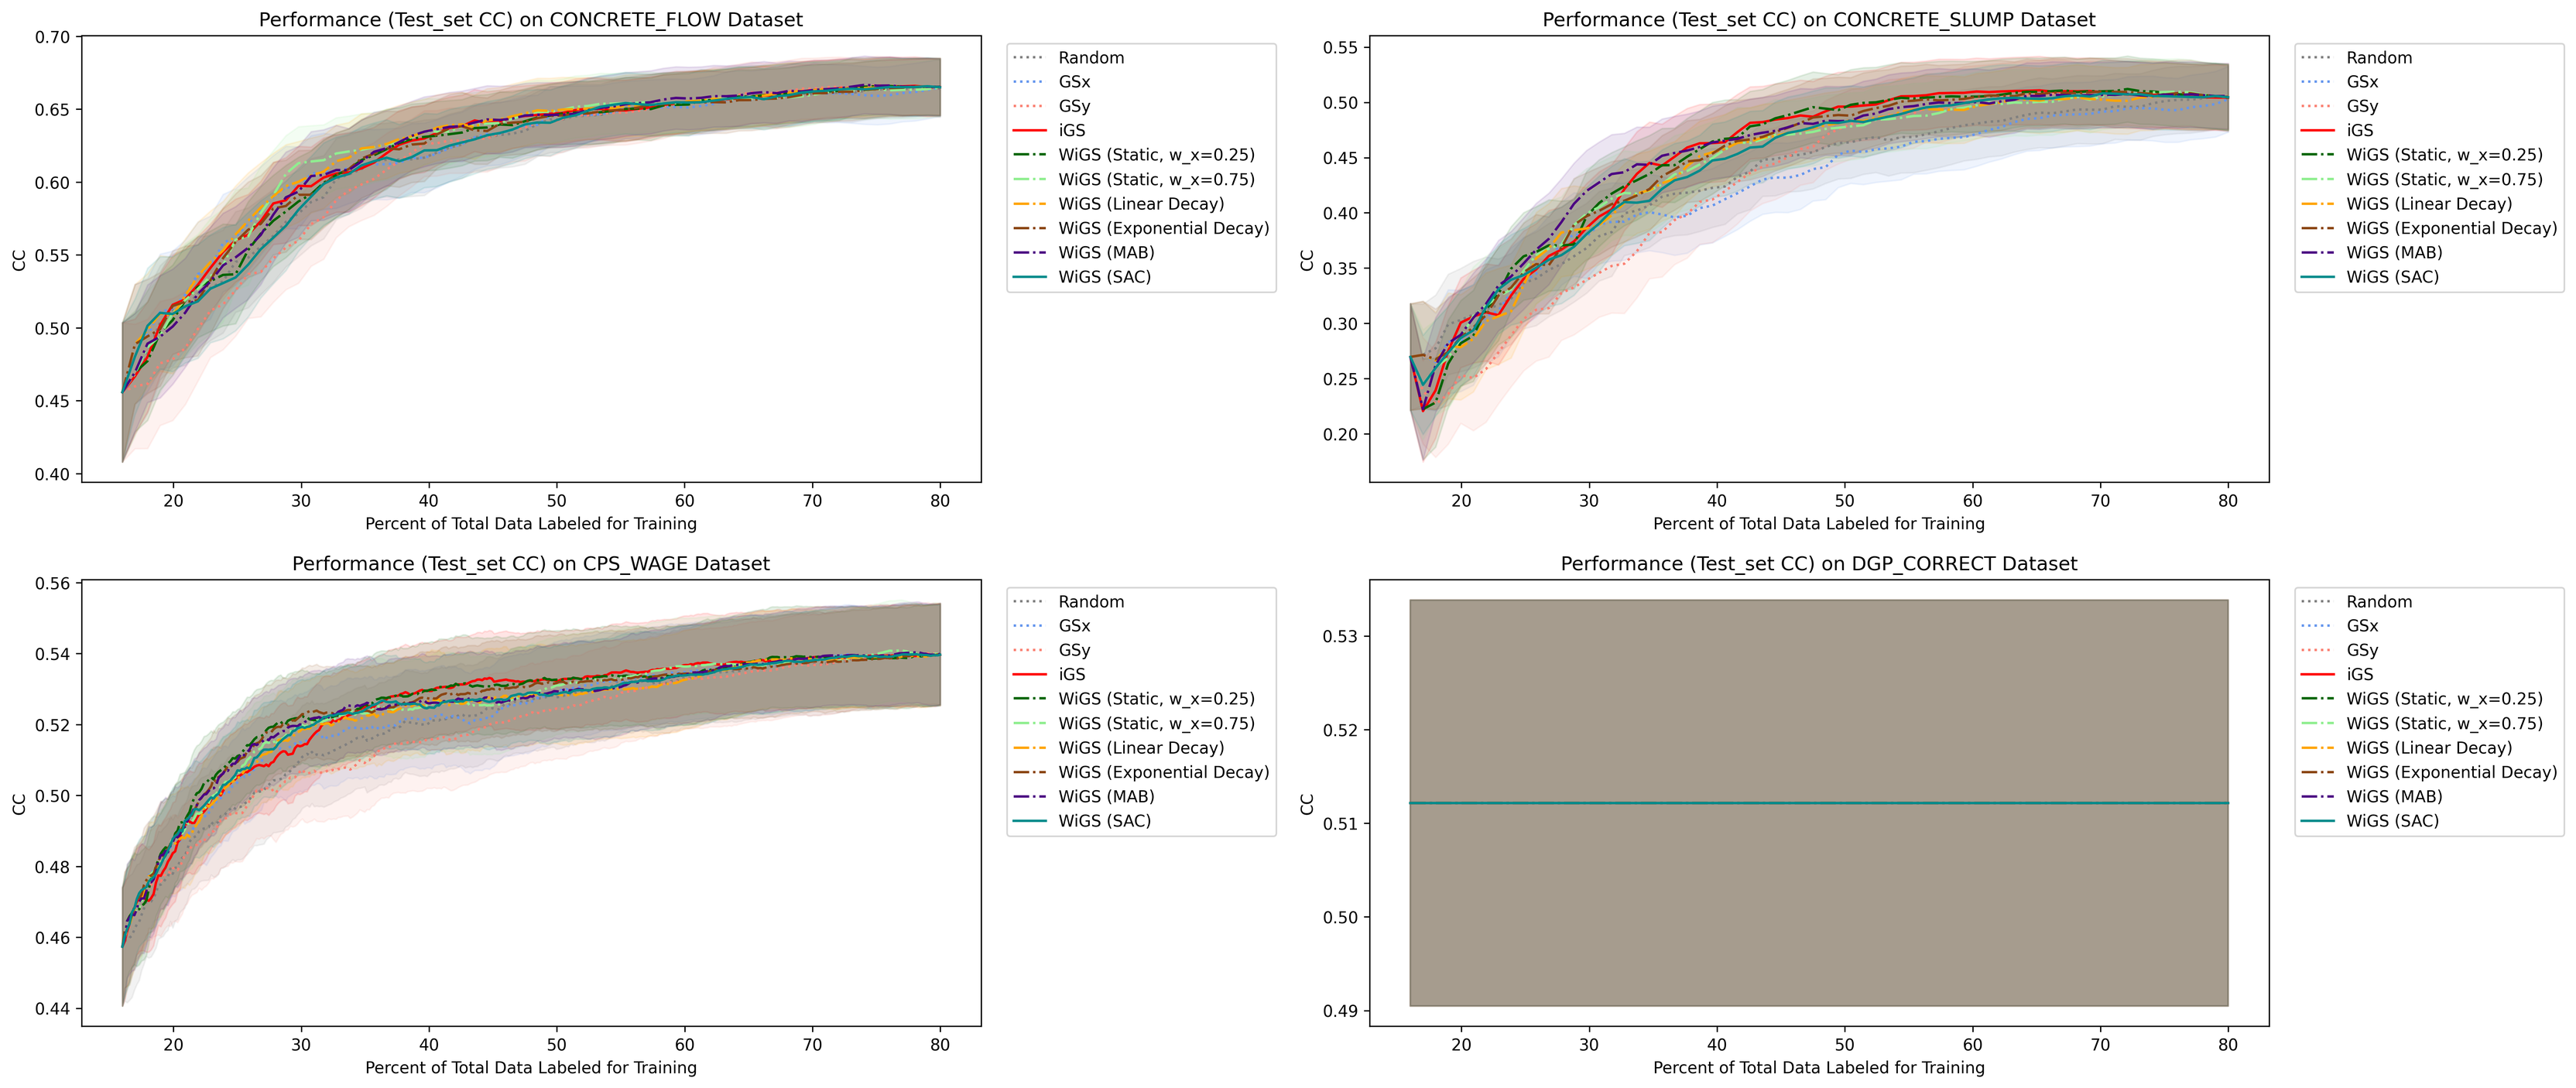 Performance (Test_set CC) on CONCRETE_FLOW Dataset
0.70
0.65
0.60
0.55
0.50
0.45
0.40
CC
20 30 40 50 60 70 80
Percent of Total Data Labeled for Training
Random
GSx
GSy
iGS
WiGS (Static, w_x=0.25)
WiGS (Static, w_x=0.75)
WiGS (Linear Decay)
WiGS (Exponential Decay)
WiGS (MAB)
WiGS (SAC)
Performance (Test_set CC) on CONCRETE_SLUMP Dataset
0.55
0.50
0.45
0.40
0.35
0.30
0.25
0.20
CC
20 30 40 50 60 70 80
Percent of Total Data Labeled for Training
Random
GSx
GSy
iGS
WiGS (Static, w_x=0.25)
WiGS (Static, w_x=0.75)
WiGS (Linear Decay)
WiGS (Exponential Decay)
WiGS (MAB)
WiGS (SAC)
Performance (Test_set CC) on CPS_WAGE Dataset
0.56
0.54
0.52
0.50
0.48
0.46
0.44
CC
20 30 40 50 60 70 80
Percent of Total Data Labeled for Training
Random
GSx
GSy
iGS
WiGS (Static, w_x=0.25)
WiGS (Static, w_x=0.75)
WiGS (Linear Decay)
WiGS (Exponential Decay)
WiGS (MAB)
WiGS (SAC)
Performance (Test_set CC) on DGP_CORRECT Dataset
0.53
0.52
0.51
0.50
0.49
CC
20 30 40 50 60 70 80
Percent of Total Data Labeled for Training
Random
GSx
GSy
iGS
WiGS (Static, w_x=0.25)
WiGS (Static, w_x=0.75)
WiGS (Linear Decay)
WiGS (Exponential Decay)
WiGS (MAB)
WiGS (SAC)